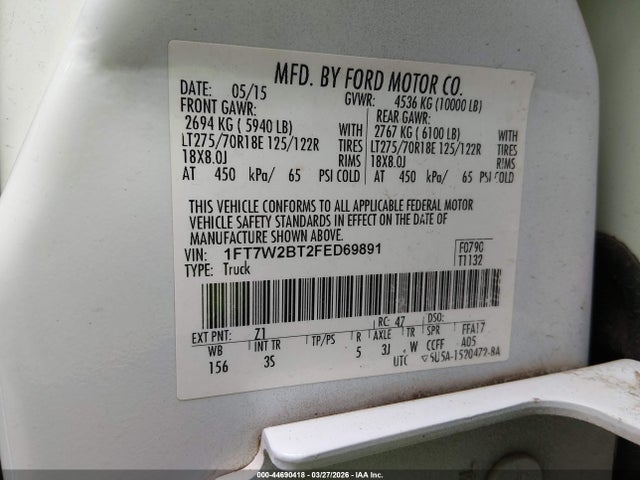 MFD. BY FORD MOTOR CO.
DATE: 05/15 GVWR: 4536 KG (10000 LB)
FRONT GAWR: REAR GAWR:
2694 KG ( 5940 LB) WITH 2767 KG ( 6100 LB) WITH
LT275/70R18E 125/122R TIRES LT275/70R18E 125/122R TIRES
18X8.0J RIMS 18X8.0J RIMS
AT 450 kPa/ 65 PSI COLD AT 450 kPa/ 65 PSI COLD
THIS VEHICLE CONFORMS TO ALL APPLICABLE FEDERAL MOTOR
VEHICLE SAFETY STANDARDS IN EFFECT ON THE DATE OF
MANUFACTURE SHOWN ABOVE.
VIN: 1FT7W2BT2FED69891 F0790
TYPE: Truck T1132
EXT PNT: Z1 RC: 47 DSO:
WB INT TR TP/PS R AXLE TR SPR FFA17
156 3S 5 3J W CCFF AD5
UTC ▽5U5A-1520472-BA
000-44690418 - 03/27/2026 - IAA Inc.